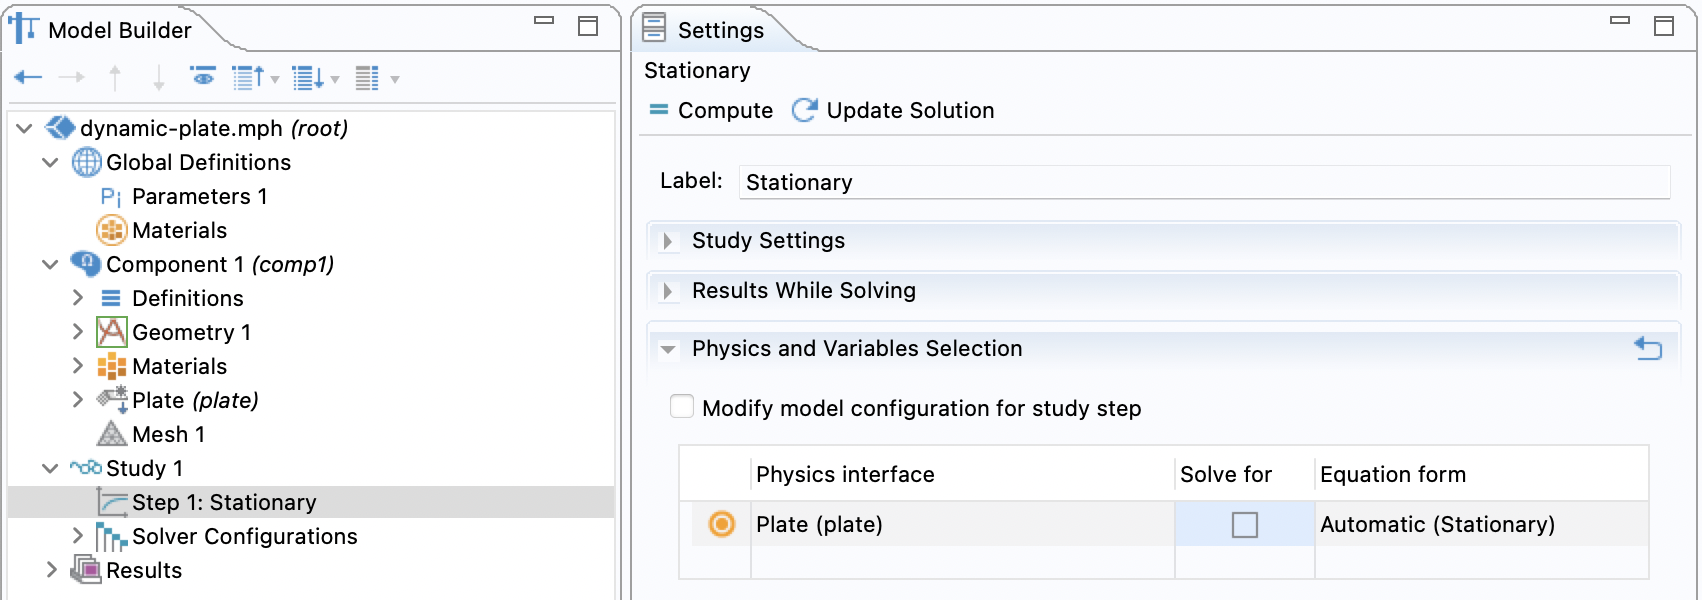 Model Builder
dynamic-plate.mph (root)
Global Definitions
Pi Parameters 1
Materials
Component 1 (comp1)
Definitions
Geometry 1
Materials
Plate (plate)
Mesh 1
Study 1
Step 1: Stationary
Solver Configurations
Results
Settings
Stationary
Compute Update Solution
Label: Stationary
Study Settings
Results While Solving
Physics and Variables Selection
Modify model configuration for study step
Physics interface Solve for Equation form
Plate (plate) Automatic (Stationary)